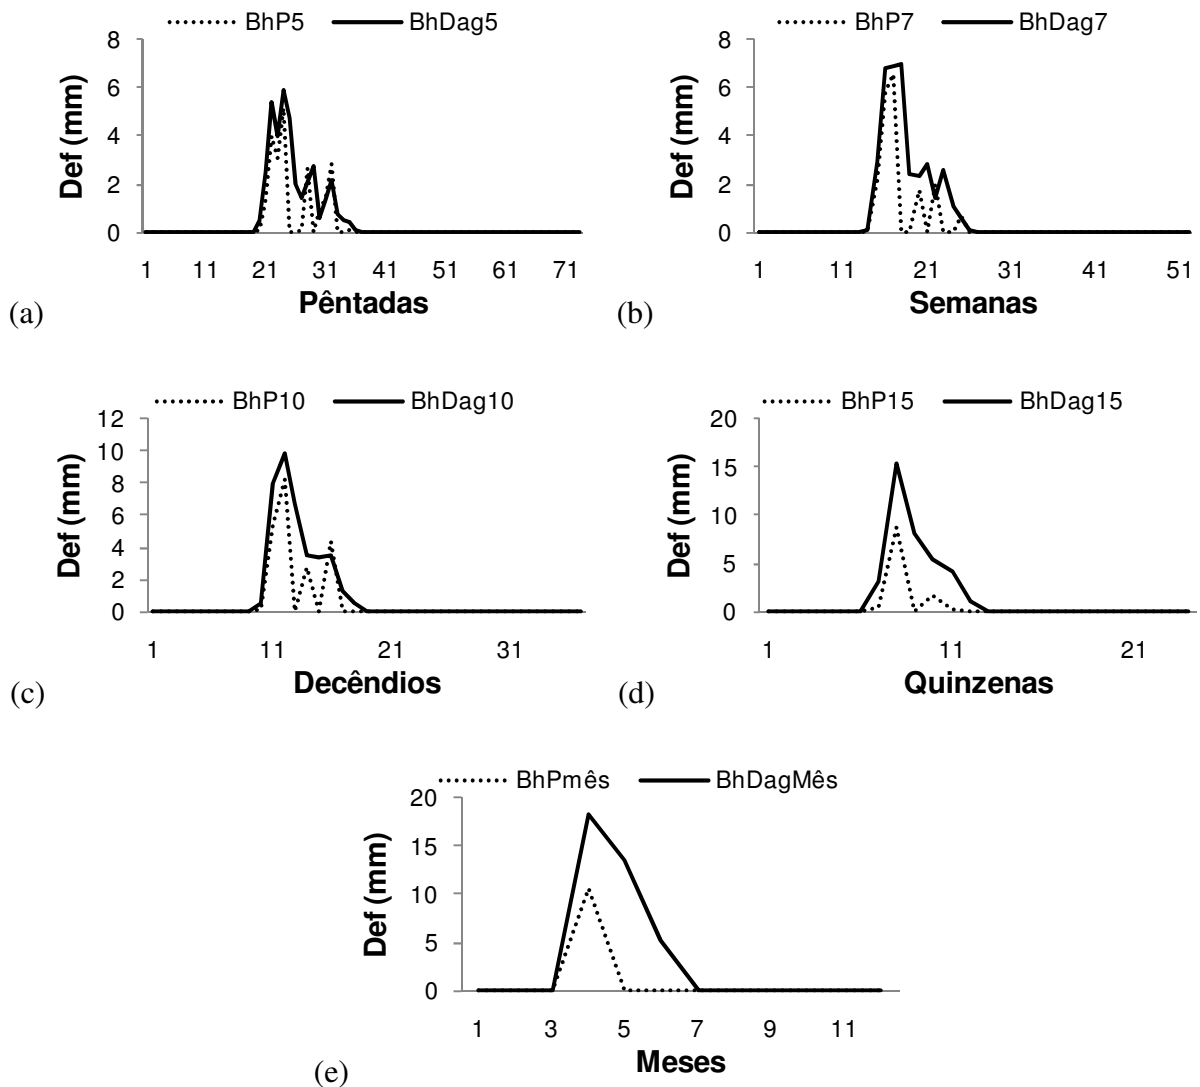 BhP5 BhDag5
8
6
4
2
0
Def (mm)
1 11 21 31 41 51 61 71
Pêntadas
(a)
BhP7 BhDag7
8
6
4
2
0
Def (mm)
1 11 21 31 41 51
Semanas
(b)
BhP10 BhDag10
12
10
8
6
4
2
0
Def (mm)
1 11 21 31
Decêndios
(c)
BhP15 BhDag15
20
15
10
5
0
Def (mm)
1 11 21
Quinzenas
(d)
BhPmês BhDagMês
20
15
10
5
0
Def (mm)
1 3 5 7 9 11
Meses
(e)